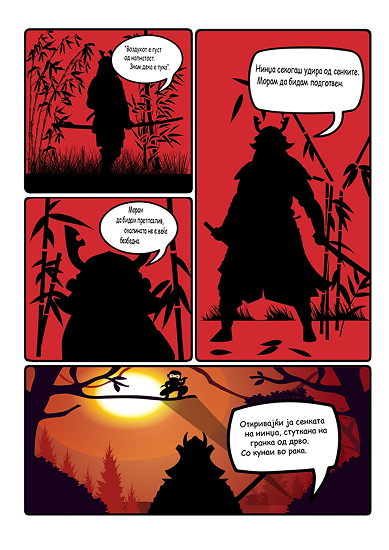 "Воздухот е густ
од напнатост.
Знам дека е тука".
Нинџа секогаш удира од сенките.
Морам да бидам подготвен.
Морам
да бидам претпазлив,
околината не е веќе
безбедна.
Откривајќи ја сенката
на нинџа, стуткана на
гранка од дрво.
Со кунаи во рака.